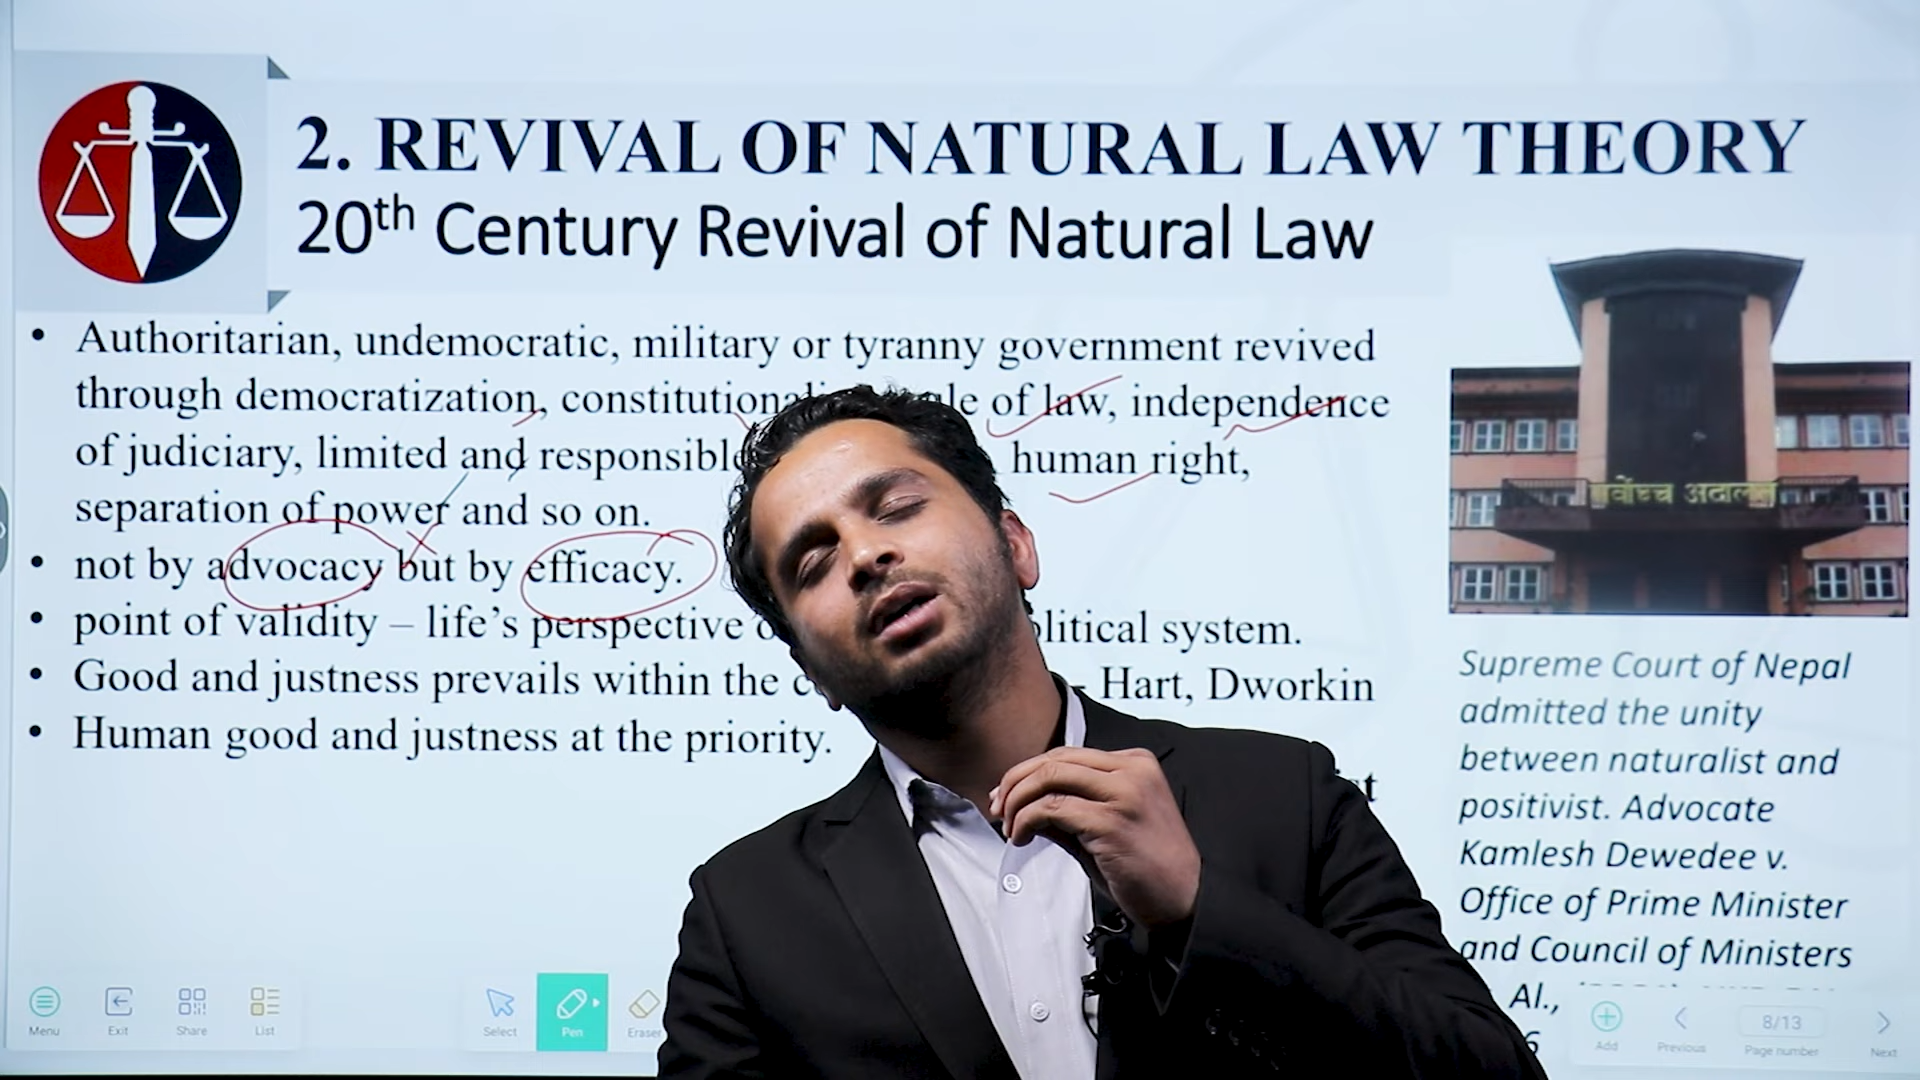 2. REVIVAL OF NATURAL LAW THEORY
20th Century Revival of Natural Law
• Authoritarian, undemocratic, military or tyranny government revived
through democratization, of law, independence
of judiciary, limited and responsible human right,
separation of power and so on.
• not by advocacy but by efficacy.
• point of validity – life's perspective system.
• Good and justness prevails within the - Hart, Dworkin
• Human good and justness at the priority.
सर्वोच्च अदालत
Supreme Court of Nepal
admitted the unity
between naturalist and
positivist. Advocate
Kamlesh Dewedee v.
Office of Prime Minister
and Council of Ministers
Al.,
Menu
Exit
Share
List
Select
Pen
Eraser
Add
Previous
8/13
Page number
Next